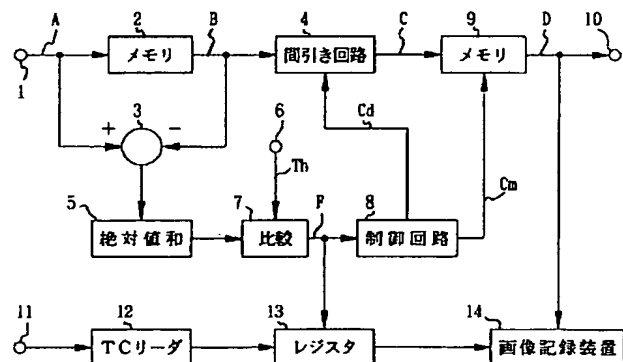 A
2
B
4
C
9
D
10
メモリ
間引き回路
メモリ
1
3
+
−
6
Cd
Th
Cm
5
7
F
8
絶対値和
比較
制御回路
11
12
13
14
TCリーダ
レジスタ
画像記録装置